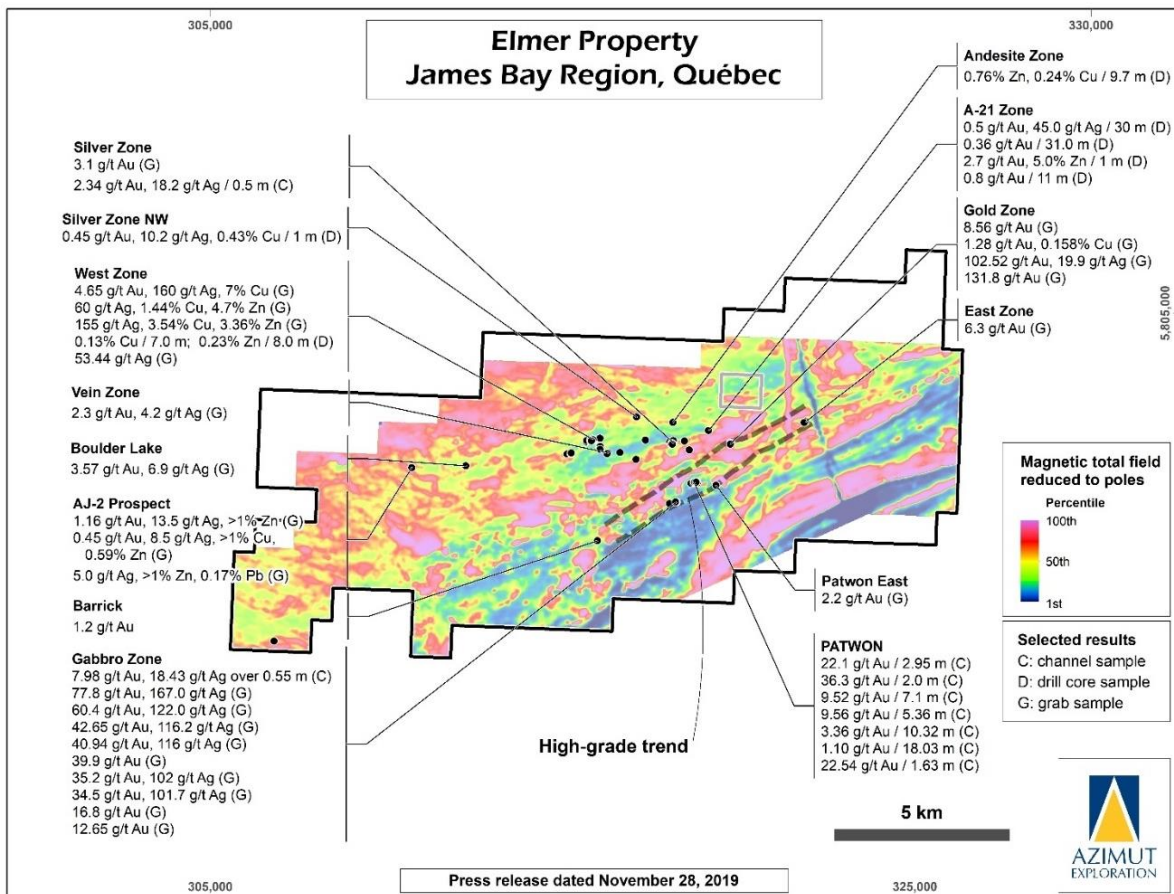 305,000
330,000
Elmer Property
James Bay Region, Québec
Silver Zone
3.1 g/t Au (G)
2.34 g/t Au, 18.2 g/t Ag / 0.5 m (C)
Silver Zone NW
0.45 g/t Au, 10.2 g/t Ag, 0.43% Cu / 1 m (D)
West Zone
4.65 g/t Au, 160 g/t Ag, 7% Cu (G)
60 g/t Ag, 1.44% Cu, 4.7% Zn (G)
155 g/t Ag, 3.54% Cu, 3.36% Zn (G)
0.13% Cu / 7.0 m; 0.23% Zn / 8.0 m (D)
53.44 g/t Ag (G)
Vein Zone
2.3 g/t Au, 4.2 g/t Ag (G)
Boulder Lake
3.57 g/t Au, 6.9 g/t Ag (G)
AJ-2 Prospect
1.16 g/t Au, 13.5 g/t Ag, >1% Zn (G)
0.45 g/t Au, 8.5 g/t Ag, >1% Cu,
0.59% Zn (G)
5.0 g/t Ag, >1% Zn, 0.17% Pb (G)
Barrick
1.2 g/t Au
Gabbro Zone
7.98 g/t Au, 18.43 g/t Ag over 0.55 m (C)
77.8 g/t Au, 167.0 g/t Ag (G)
60.4 g/t Au, 122.0 g/t Ag (G)
42.65 g/t Au, 116.2 g/t Ag (G)
40.94 g/t Au, 116 g/t Ag (G)
39.9 g/t Au (G)
35.2 g/t Au, 102 g/t Ag (G)
34.5 g/t Au, 101.7 g/t Ag (G)
16.8 g/t Au (G)
12.65 g/t Au (G)
Andesite Zone
0.76% Zn, 0.24% Cu / 9.7 m (D)
A-21 Zone
0.5 g/t Au, 45.0 g/t Ag / 30 m (D)
0.36 g/t Au / 31.0 m (D)
2.7 g/t Au, 5.0% Zn / 1 m (D)
0.8 g/t Au / 11 m (D)
Gold Zone
8.56 g/t Au (G)
1.28 g/t Au, 0.158% Cu (G)
102.52 g/t Au, 19.9 g/t Ag (G)
131.8 g/t Au (G)
East Zone
6.3 g/t Au (G)
5,805,000
Patwon East
2.2 g/t Au (G)
PATWON
22.1 g/t Au / 2.95 m (C)
36.3 g/t Au / 2.0 m (C)
9.52 g/t Au / 7.1 m (C)
9.56 g/t Au / 5.36 m (C)
3.36 g/t Au / 10.32 m (C)
1.10 g/t Au / 18.03 m (C)
22.54 g/t Au / 1.63 m (C)
High-grade trend
Magnetic total field
reduced to poles
Percentile
100th
50th
1st
Selected results
C: channel sample
D: drill core sample
G: grab sample
5 km
AZIMUT
EXPLORATION
305,000
Press release dated November 28, 2019
325,000